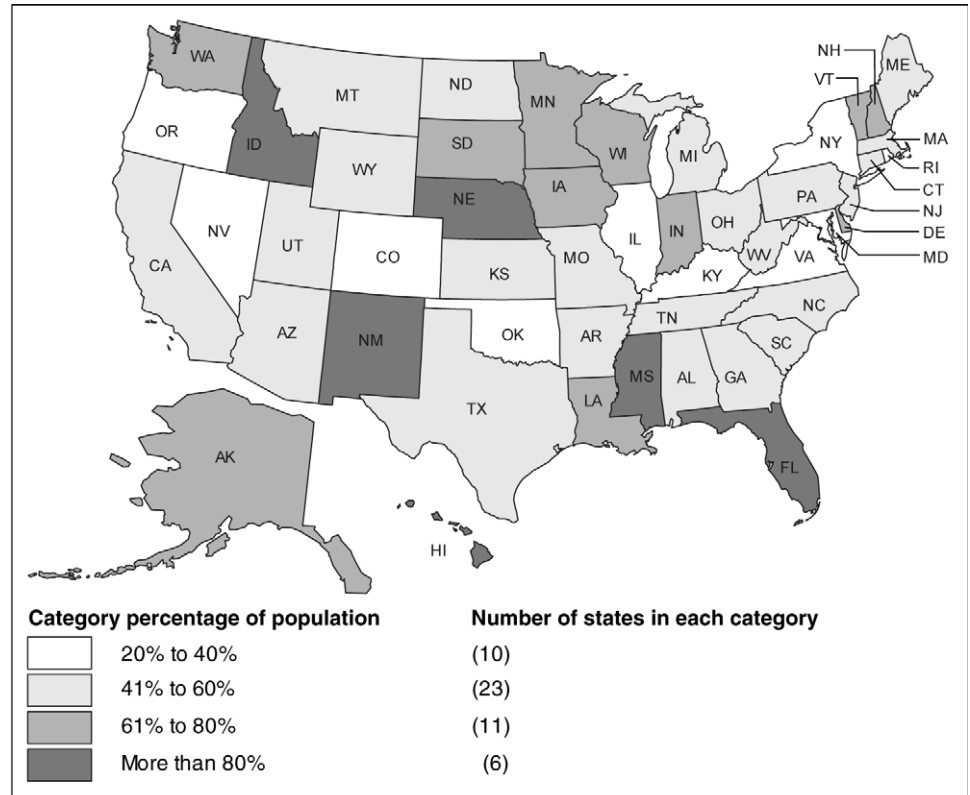 NH
ME
VT
WA
MT
ND
MN
OR
ID
SD
WI
MI
NY
MA
RI
WY
CT
IA
NE
PA
NJ
NV
UT
CO
IL
IN
OH
DE
CA
KS
MO
WV
VA
MD
KY
NC
AZ
NM
OK
AR
TN
SC
MS
AL
GA
TX
LA
AK
FL
HI
Category percentage of population
Number of states in each category
20% to 40%
(10)
41% to 60%
(23)
61% to 80%
(11)
More than 80%
(6)